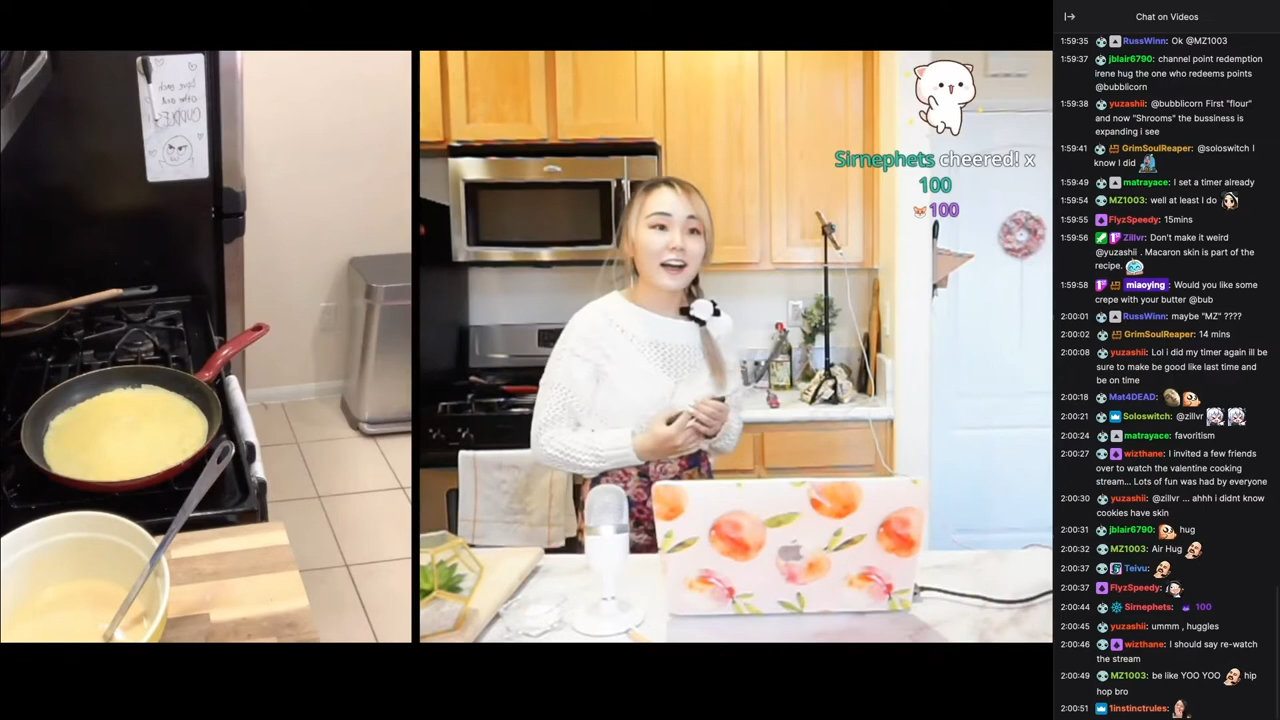 Chat on Videos
1:59:35 RussWinn: Ok @MZ1003
1:59:37 jblair6790: channel point redemption
irene hug the one who redeems points
@bubblicorn
1:59:38 yuzashii: @bubblicorn First "flour"
and now "Shrooms" the bussiness is
expanding i see
1:59:41 GrimSoulReaper: @soloswitch I
know I did
1:59:49 matrayace: I set a timer already
1:59:54 MZ1003: well at least I do
1:59:55 FlyzSpeedy: 15mins
1:59:56 Zillvr: Don't make it weird
@yuzashii . Macaron skin is part of the
recipe.
1:59:58 miaoying: Would you like some
crepe with your butter @bub
2:00:01 RussWinn: maybe "MZ" ????
2:00:02 GrimSoulReaper: 14 mins
2:00:08 yuzashii: Lol i did my timer again ill be
sure to make be good like last time and
be on time
2:00:18 Mat4DEAD:
2:00:21 Soloswitch: @zillvr
2:00:24 matrayace: favoritism
2:00:27 wizthane: I invited a few friends
over to watch the valentine cooking
stream... Lots of fun was had by everyone
2:00:30 yuzashii: @zillvr ... ahhh i didnt know
cookies have skin
2:00:31 jblair6790: hug
2:00:32 MZ1003: Air Hug
2:00:37 Teivu:
2:00:37 FlyzSpeedy:
2:00:44 Sirnephets: 100
2:00:45 yuzashii: ummm , huggles
2:00:46 wizthane: I should say re-watch
the stream
2:00:49 MZ1003: be like YOO YOO hip
hop bro
2:00:51 1instinctrules:
Sirnephets cheered! x
100
100
Love each
other and
CUDDLE!